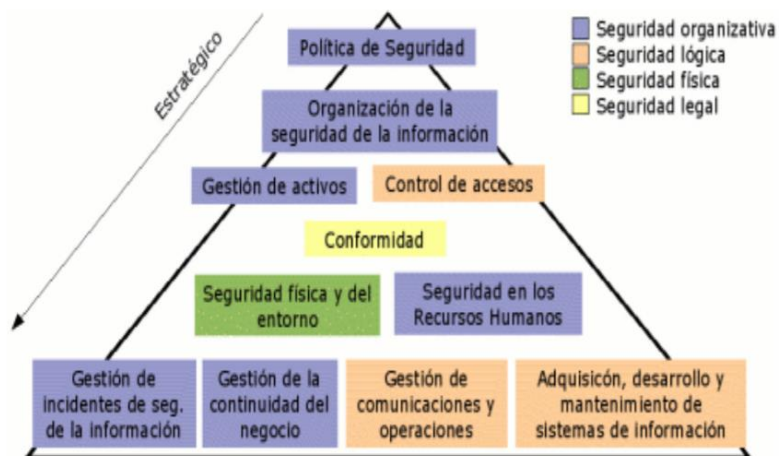 Política de Seguridad
Seguridad organizativa
Seguridad lógica
Seguridad física
Seguridad legal
Estratégico
Organización de la
seguridad de la información
Gestión de activos
Control de accesos
Conformidad
Seguridad física y del
entorno
Seguridad en los
Recursos Humanos
Gestión de
incidentes de seg.
de la información
Gestión de la
continuidad del
negocio
Gestión de
comunicaciones y
operaciones
Adquisicón, desarrollo y
mantenimiento de
sistemas de información